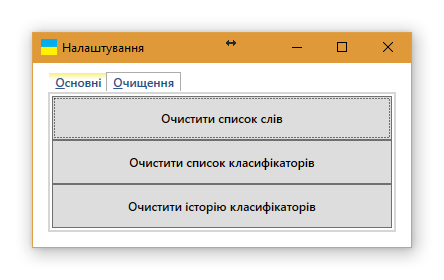 Налаштування
Основні Очищення
Очистити список слів
Очистити список класифікаторів
Очистити історію класифікаторів